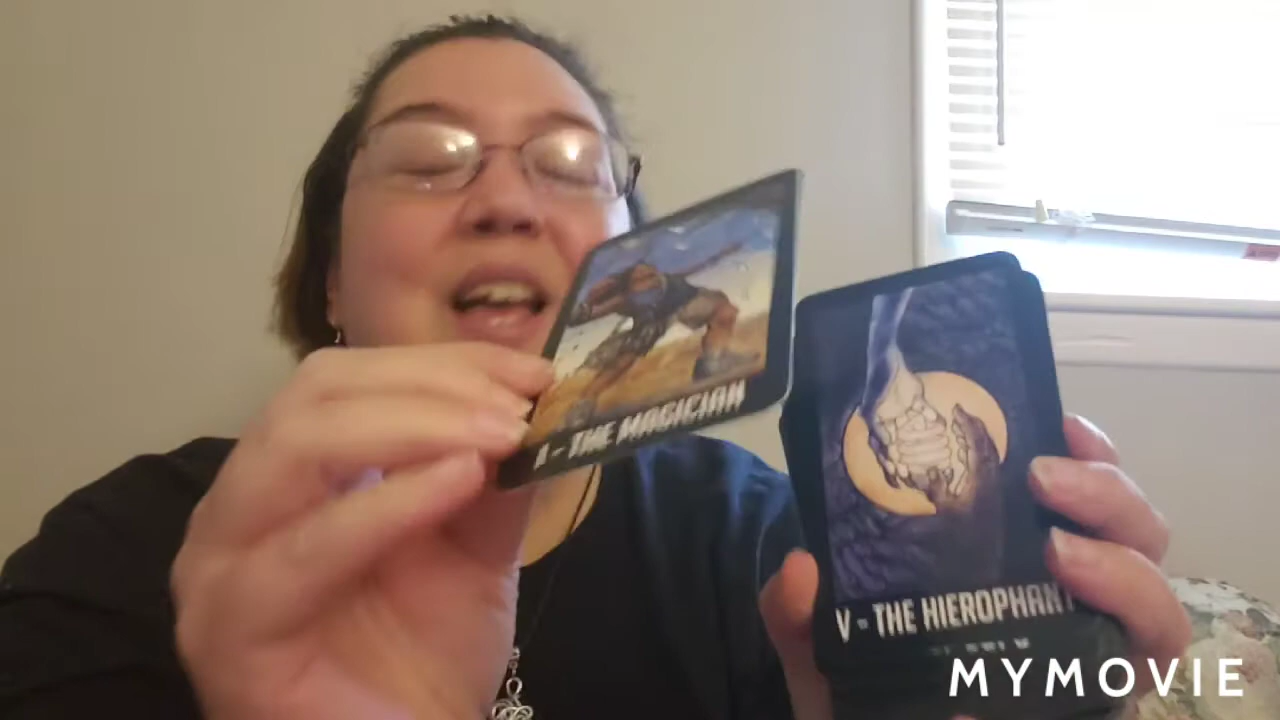 I - THE MAGICIAN
V - THE HIEROPHANT
MYMOVIE